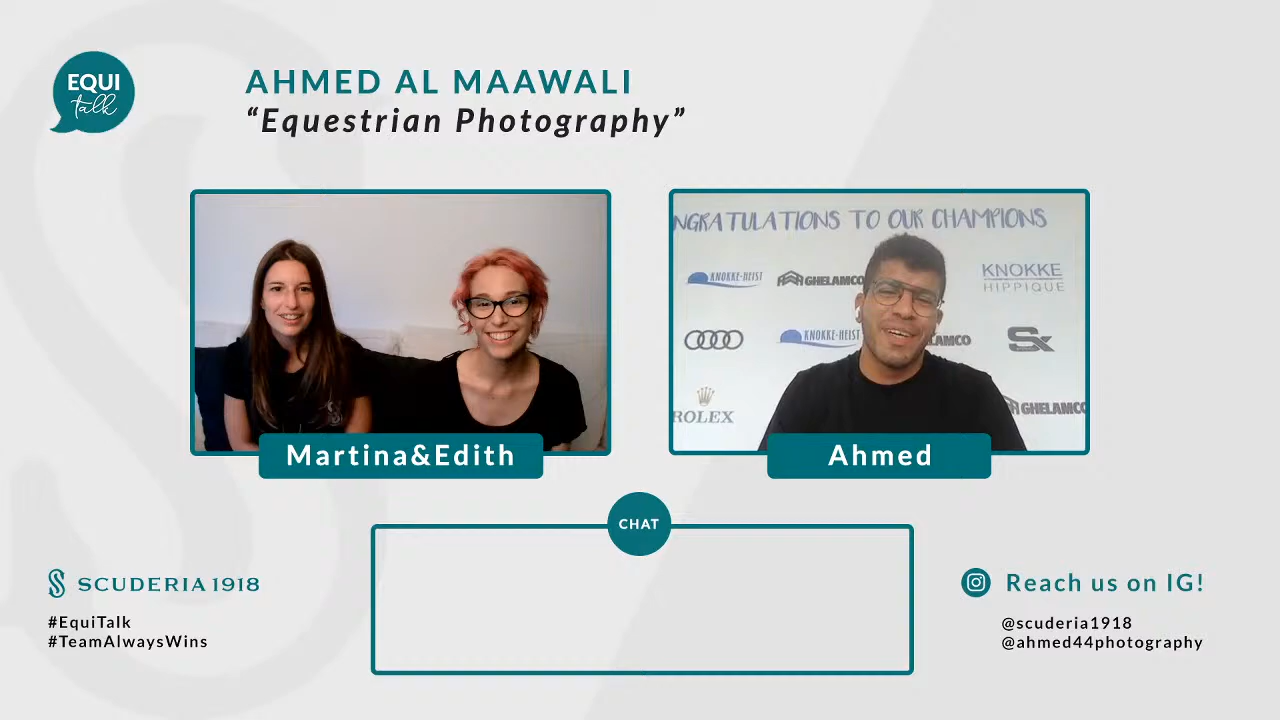 EQUI
talk
AHMED AL MAAWALI
“Equestrian Photography”
NGRATULATIONS TO OUR CHAMPIONS
KNOKKE-HEIST
GHELAMCO
KNOKKE
HIPPIQUE
KNOKKE-HEIST
LAMCO
ROLEX
GHELAMCO
Martina&Edith
Ahmed
CHAT
SCUDERIA 1918
#EquiTalk
#TeamAlwaysWins
Reach us on IG!
@scuderia1918
@ahmed44photography